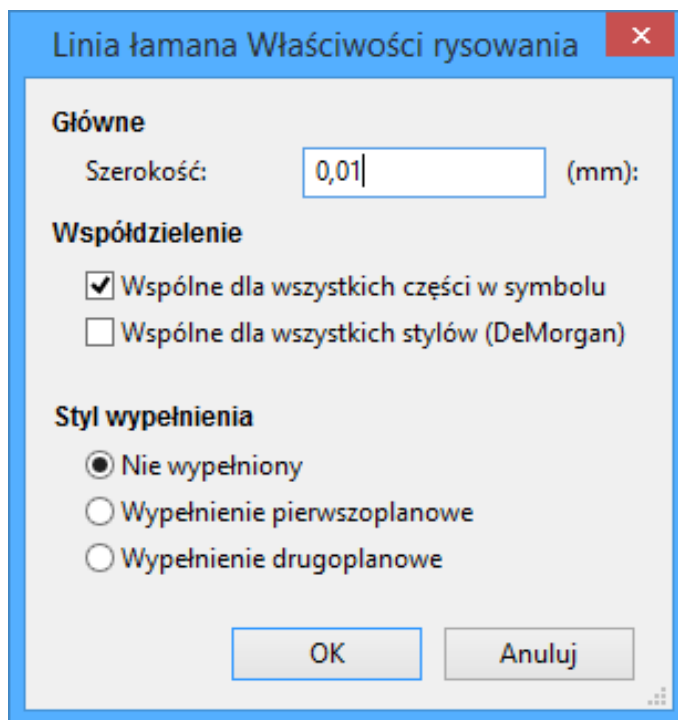 Linia łamana Właściwości rysowania
Główne
Szerokość: 0,01 (mm):
Współdzielenie
Wspólne dla wszystkich części w symbolu
Wspólne dla wszystkich stylów (DeMorgan)
Styl wypełnienia
Nie wypełniony
Wypełnienie pierwszoplanowe
Wypełnienie drugoplanowe
OK Anuluj